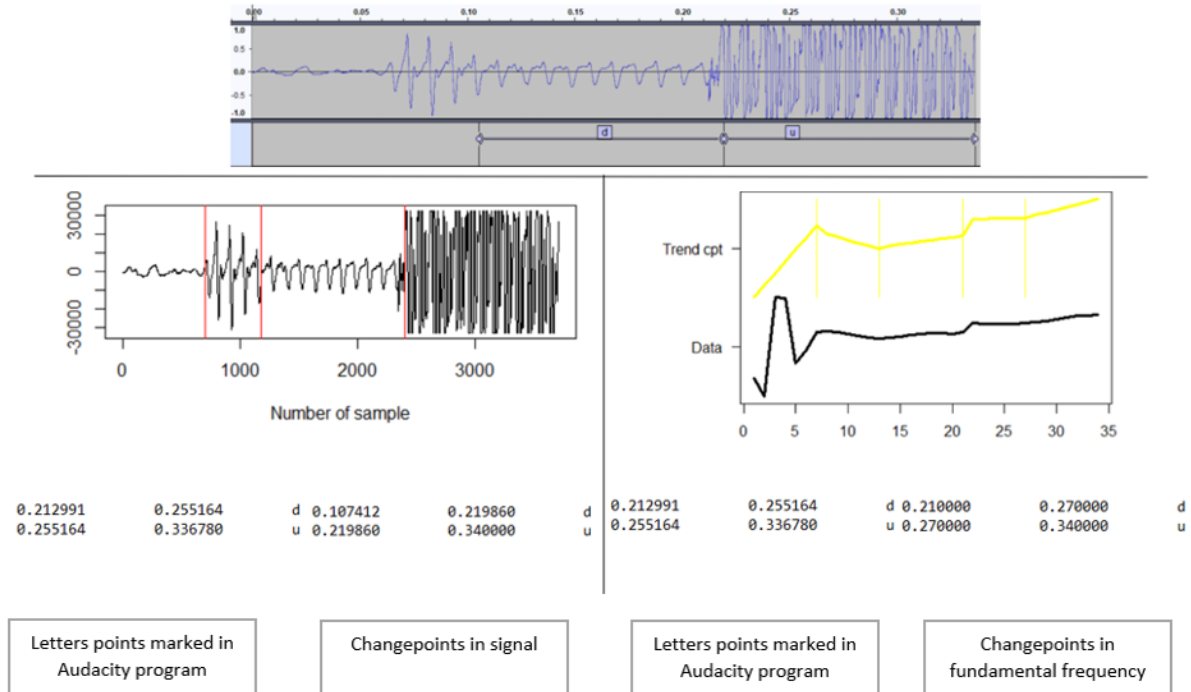 0.00 0.05 0.10 0.15 0.20 0.25 0.30
1.0
0.5
0.0
-0.5
-1.0
d u
30000
0
-30000
0 1000 2000 3000
Number of sample
Trend cpt
Data
0 5 10 15 20 25 30 35
0.212991 0.255164 d 0.107412 0.219860 d
0.255164 0.336780 u 0.219860 0.340000 u
0.212991 0.255164 d 0.210000 0.270000 d
0.255164 0.336780 u 0.270000 0.340000 u
Letters points marked in
Audacity program
Changepoints in signal
Letters points marked in
Audacity program
Changepoints in
fundamental frequency